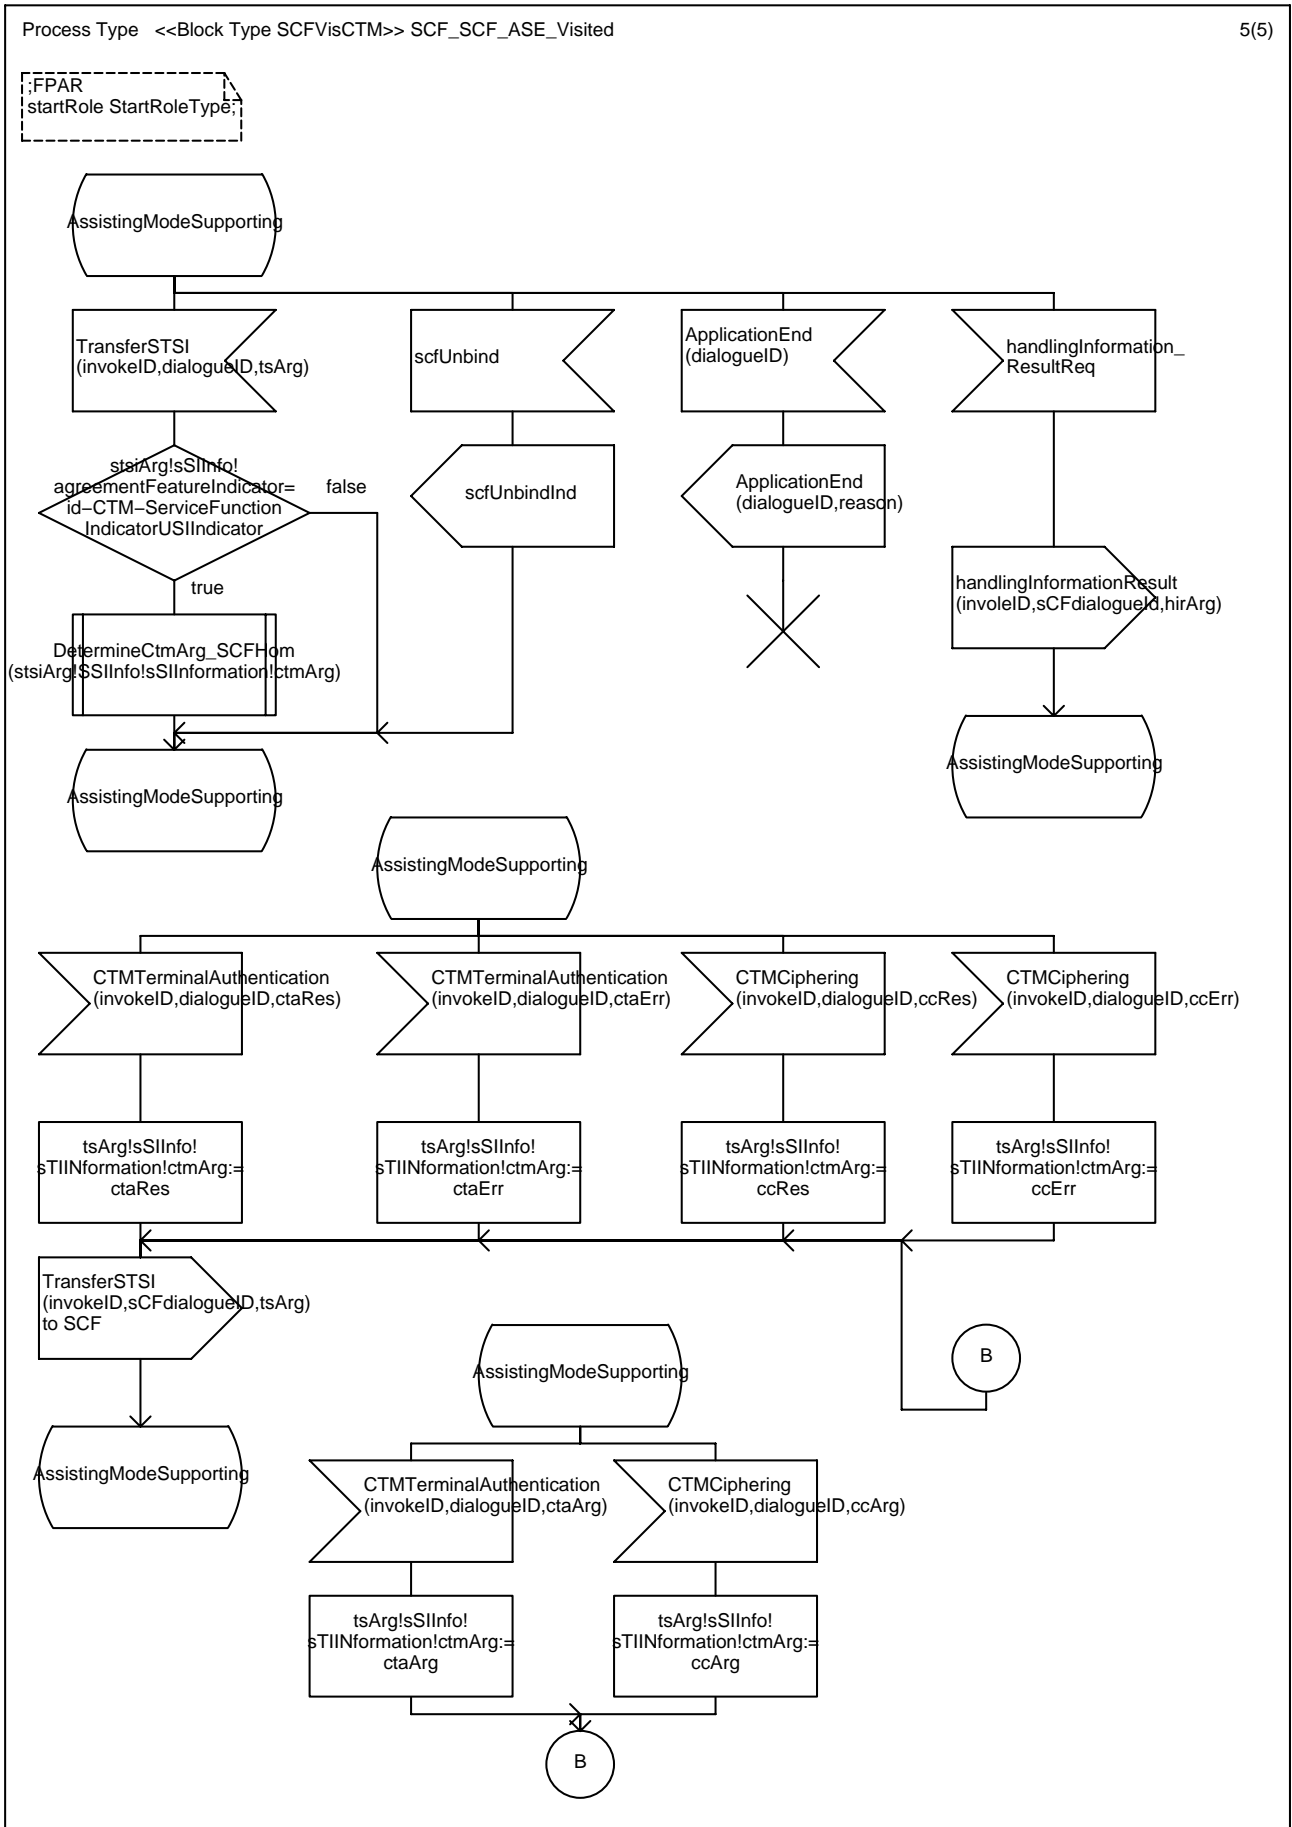 Process Type <<Block Type SCFVisCTM>> SCF_SCF_ASE_Visited
5(5)
;FPAR
startRole StartRoleType;
AssistingModeSupporting
TransferSTSI
(invokeID,dialogueID,tsArg)
scfUnbind
ApplicationEnd
(dialogueID)
handlingInformation_
ResultReq
stsiArg!sSIInfo!
agreementFeatureIndicator=
id−CTM−ServiceFunction
IndicatorUSIIndicator
false
true
scfUnbindInd
ApplicationEnd
(dialogueID,reason)
handlingInformationResult
(involeID,sCFdialogueId,hirArg)
DetermineCtmArg_SCFHom
(stsiArg!SSIInfo!sSIInformation!ctmArg)
AssistingModeSupporting
AssistingModeSupporting
AssistingModeSupporting
CTMTerminalAuthentication
(invokeID,dialogueID,ctaRes)
CTMTerminalAuthentication
(invokeID,dialogueID,ctaErr)
CTMCiphering
(invokeID,dialogueID,ccRes)
CTMCiphering
(invokeID,dialogueID,ccErr)
tsArg!sSIInfo!
sTIINformation!ctmArg:=
ctaRes
tsArg!sSIInfo!
sTIINformation!ctmArg:=
ctaErr
tsArg!sSIInfo!
sTIINformation!ctmArg:=
ccRes
tsArg!sSIInfo!
sTIINformation!ctmArg:=
ccErr
TransferSTSI
(invokeID,sCFdialogueID,tsArg)
to SCF
B
AssistingModeSupporting
AssistingModeSupporting
CTMTerminalAuthentication
(invokeID,dialogueID,ctaArg)
CTMCiphering
(invokeID,dialogueID,ccArg)
tsArg!sSIInfo!
sTIINformation!ctmArg:=
ctaArg
tsArg!sSIInfo!
sTIINformation!ctmArg:=
ccArg
B